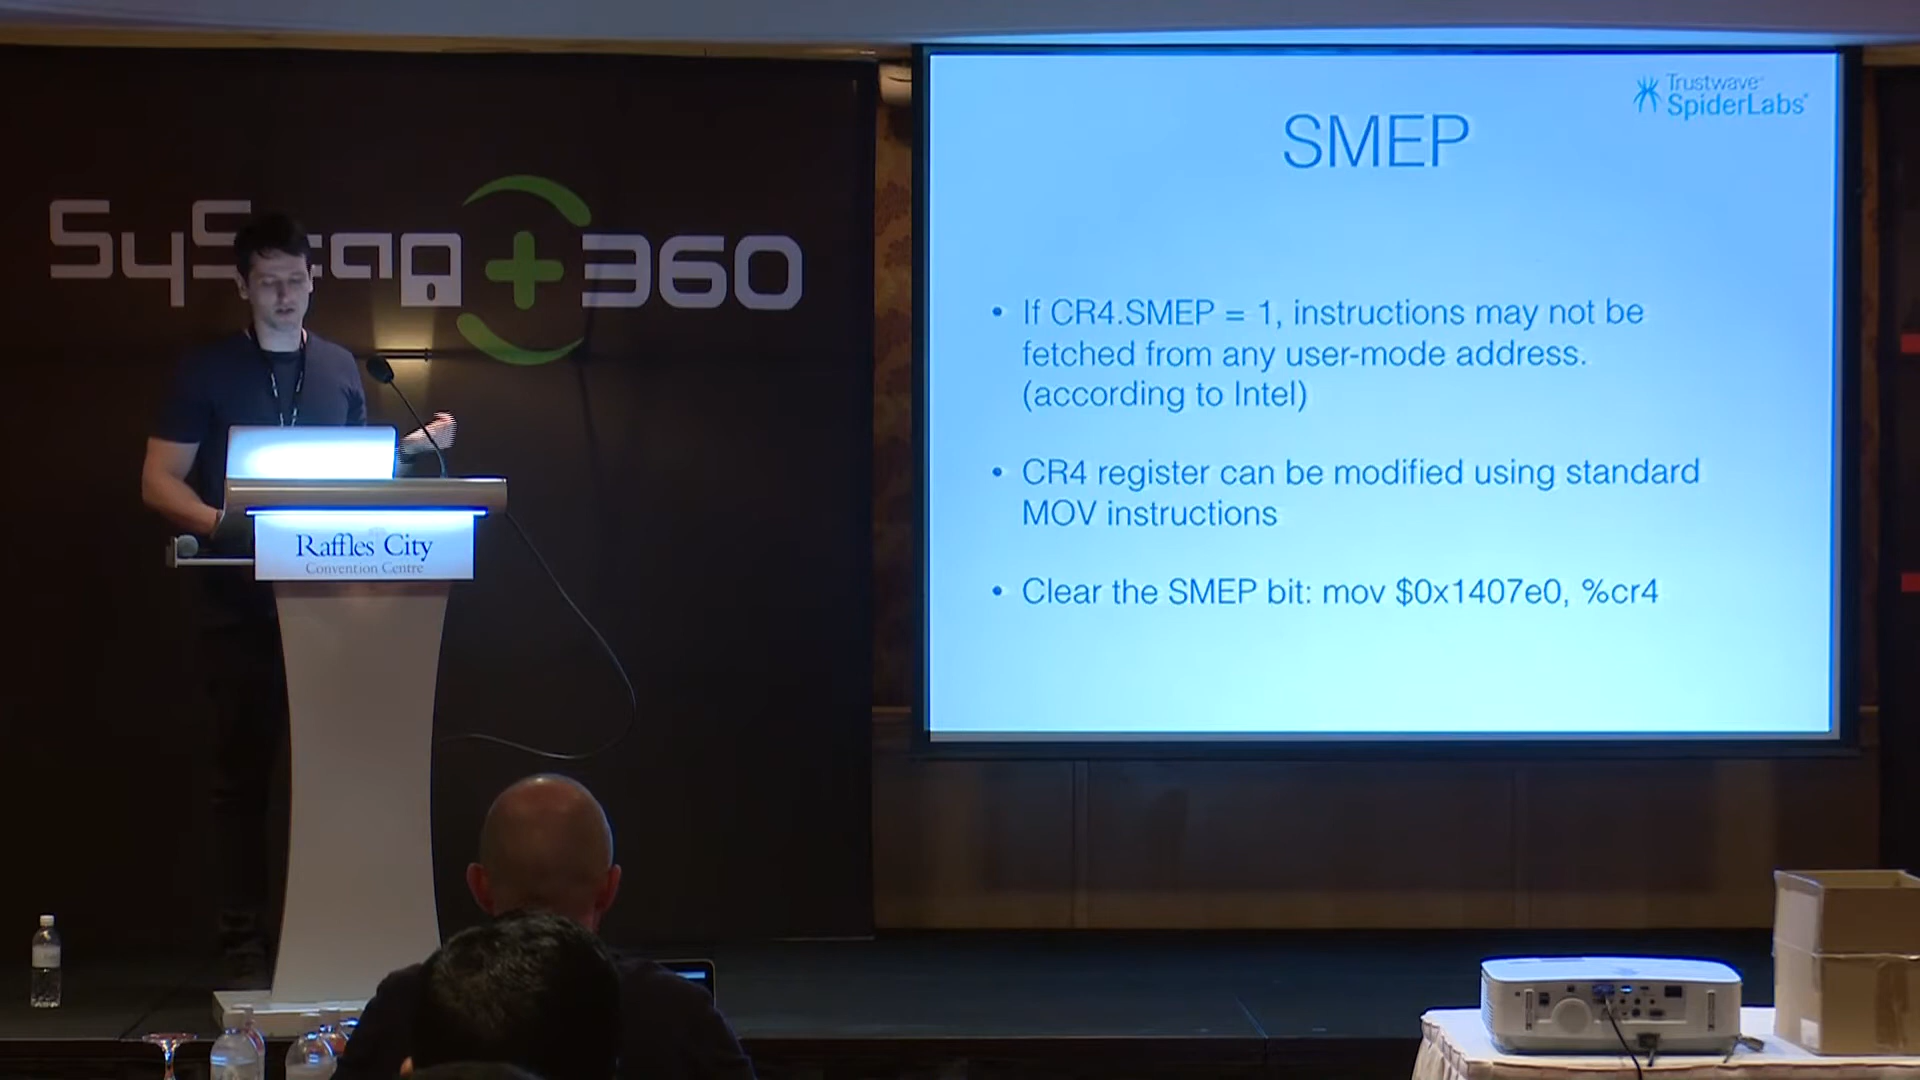 SyScan+360
Raffles City
Convention Centre
Trustwave®
SpiderLabs®
SMEP
• If CR4.SMEP = 1, instructions may not be
fetched from any user-mode address.
(according to Intel)
• CR4 register can be modified using standard
MOV instructions
• Clear the SMEP bit: mov $0x1407e0, %cr4